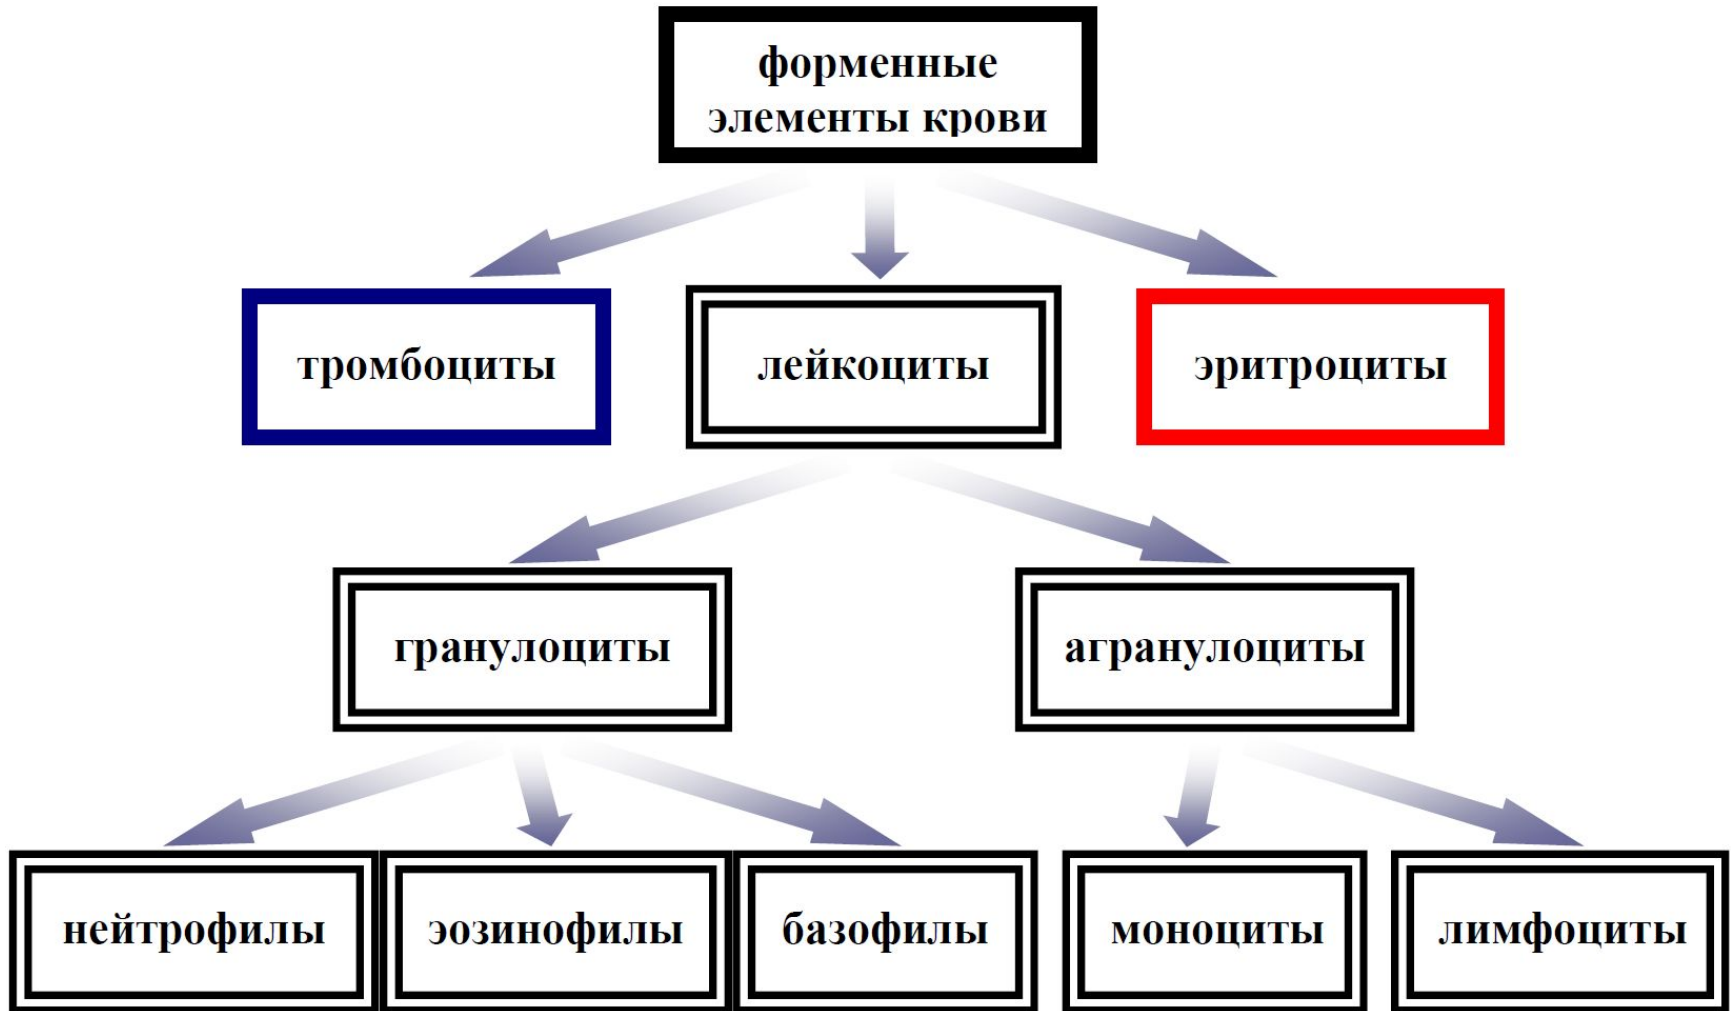 форменные
элементы крови
тромбоциты
лейкоциты
эритроциты
гранулоциты
агранулоциты
нейтрофилы
эозинофилы
базофилы
моноциты
лимфоциты